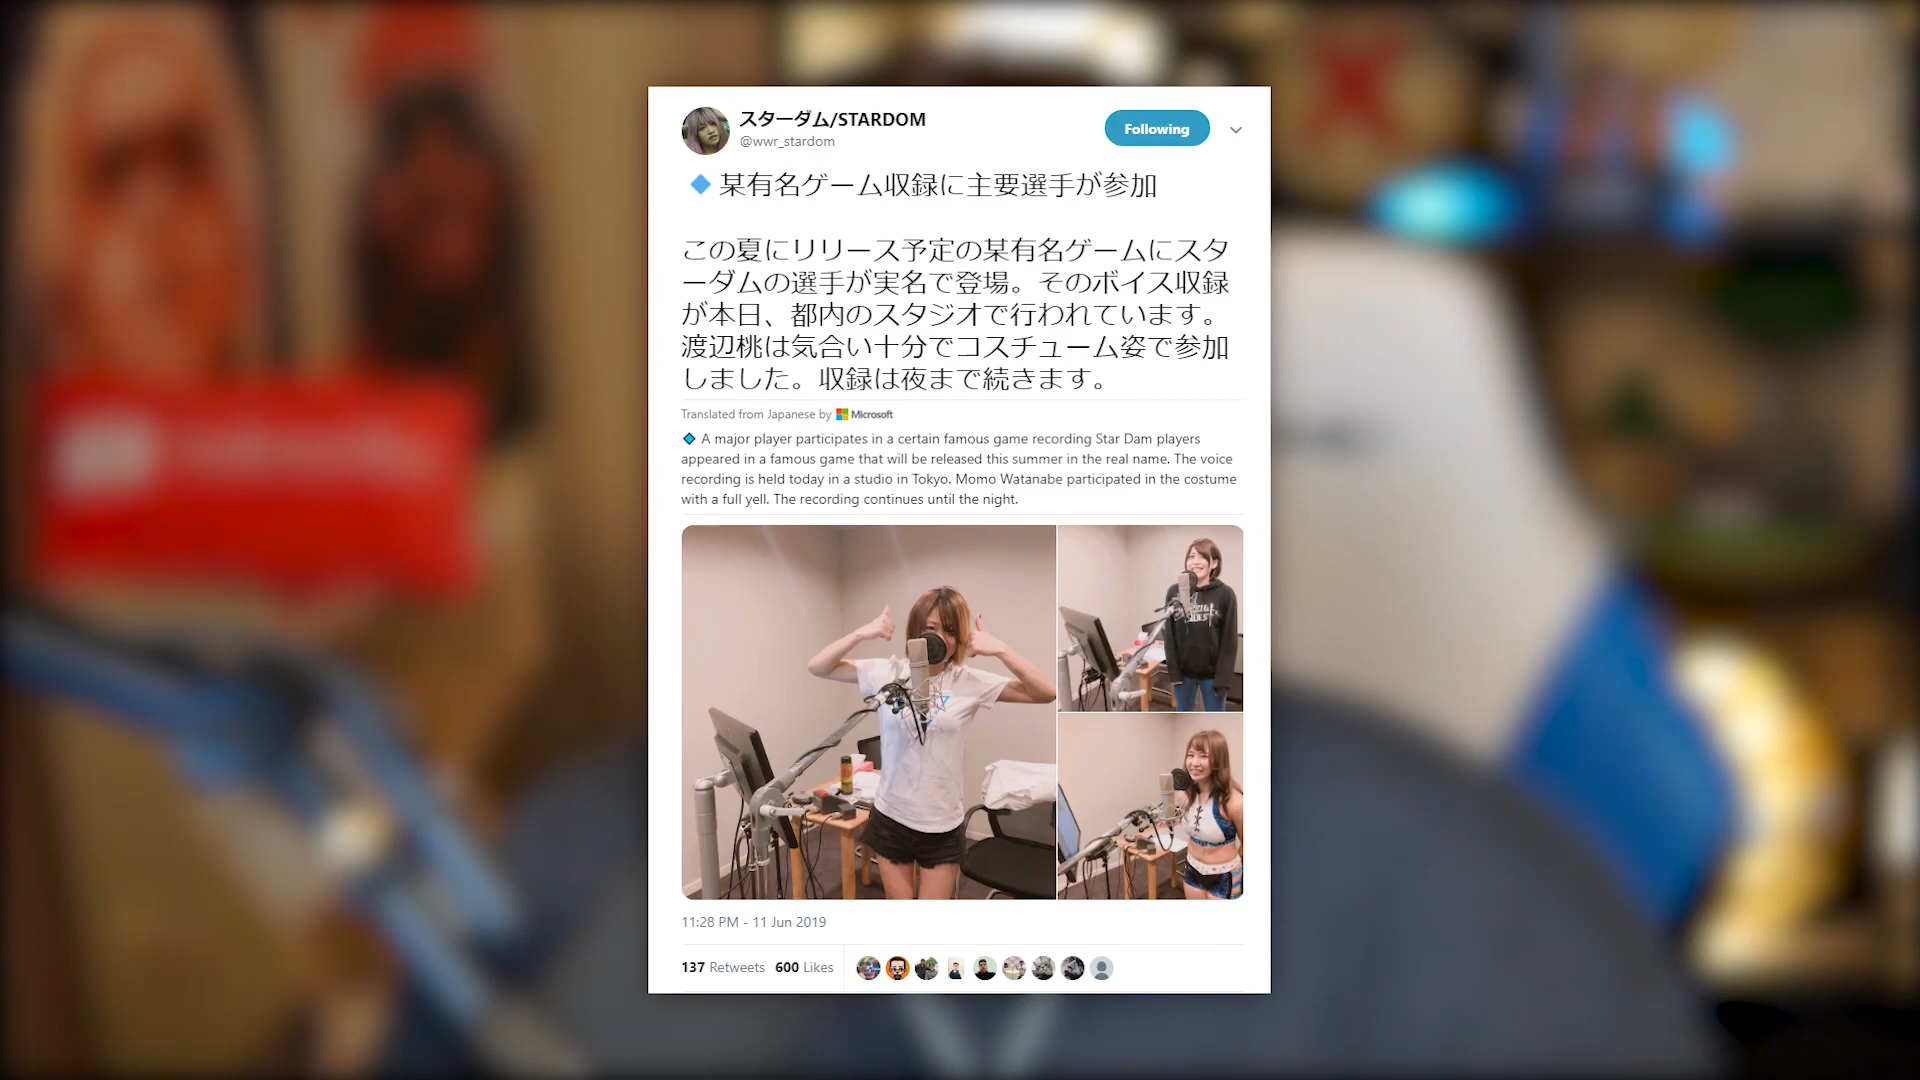 スターダム/STARDOM
@wwr_stardom
Following
🔷 某有名ゲーム収録に主要選手が参加
この夏にリリース予定の某有名ゲームにスタ
ーダムの選手が実名で登場。そのボイス収録
が本日、都内のスタジオで行われています。
渡辺桃は気合い十分でコスチューム姿で参加
しました。収録は夜まで続きます。
Translated from Japanese by Microsoft
🔷 A major player participates in a certain famous game recording Star Dam players
appeared in a famous game that will be released this summer in the real name. The voice
recording is held today in a studio in Tokyo. Momo Watanabe participated in the costume
with a full yell. The recording continues until the night.
11:28 PM - 11 Jun 2019
137 Retweets 600 Likes